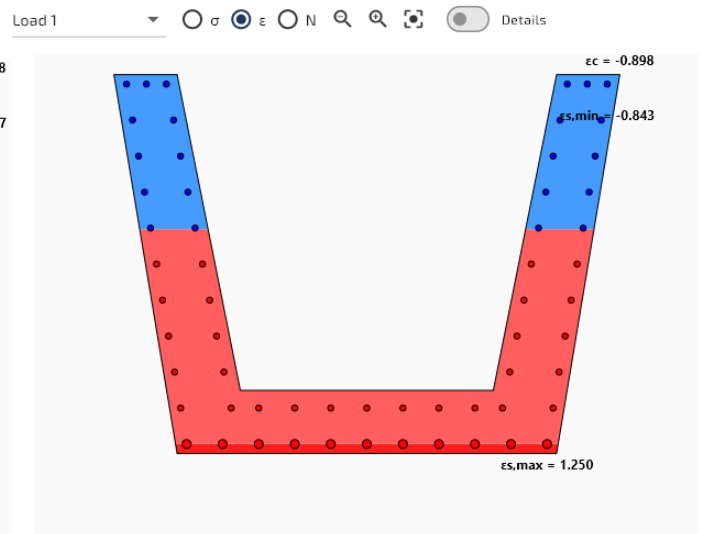 Load 1 σ ε N Details
8
εc = -0.898
7
εs,min = -0.843
εs,max = 1.250